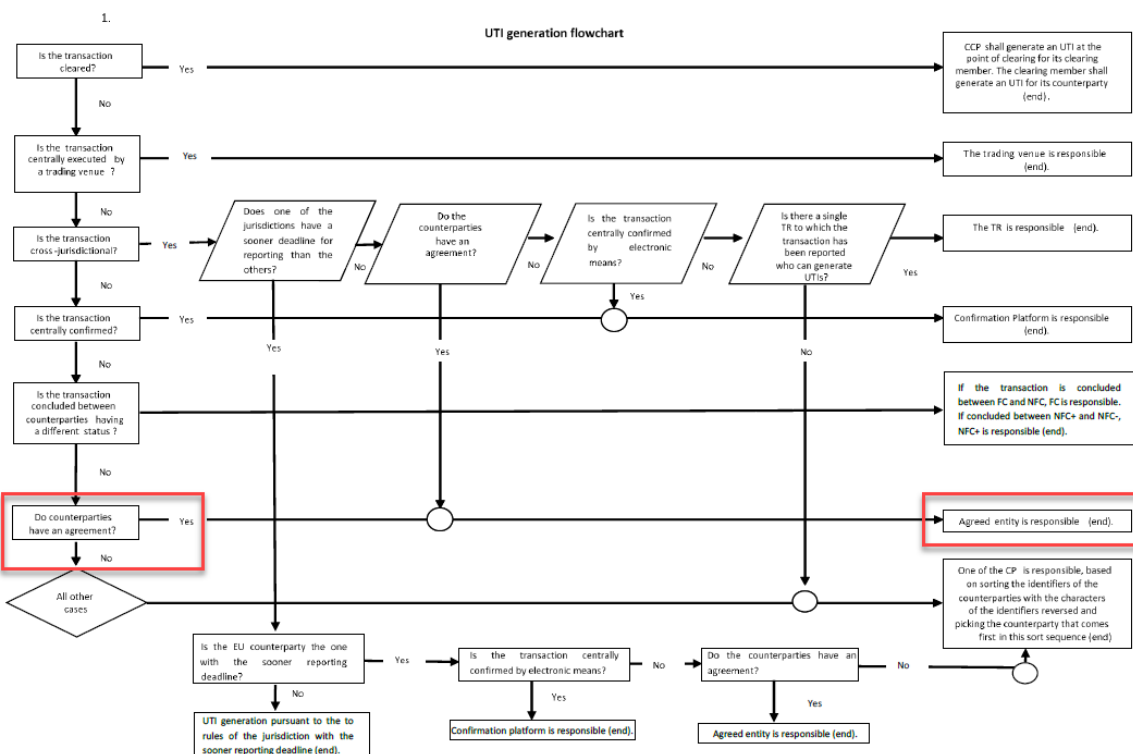 1.
UTI generation flowchart
Is the transaction
cleared?
Yes
CCP shall generate an UTI at the
point of clearing for its clearing
member. The clearing member shall
generate an UTI for its counterparty
(end).
No
Is the transaction
centrally executed by
a trading venue ?
Yes
The trading venue is responsible
(end).
No
Is the transaction
cross-jurisdictional?
Yes
Does one of the
jurisdictions have a
sooner deadline for
reporting than the
others?
No
Do the
counterparties
have an
agreement?
No
Is the transaction
centrally confirmed
by electronic
means?
No
Is there a single
TR to which the
transaction has
been reported
who can generate
UTIs?
Yes
The TR is responsible (end).
No
Yes
Is the transaction
centrally confirmed?
Yes
Confirmation Platform is responsible
(end).
Yes
Yes
No
No
Is the transaction
concluded between
counterparties having
a different status ?
If the transaction is concluded
between FC and NFC, FC is responsible.
If concluded between NFC+ and NFC-,
NFC+ is responsible (end).
No
Do counterparties
have an agreement?
Yes
Agreed entity is responsible (end).
No
All other
cases
One of the CP is responsible, based
on sorting the identifiers of the
counterparties with the characters
of the identifiers reversed and
picking the counterparty that comes
first in this sort sequence (end)
Is the EU counterparty the one
with the sooner reporting
deadline?
Yes
Is the transaction centrally
confirmed by electronic means?
No
Do the counterparties have an
agreement?
No
No
Yes
Yes
UTI generation pursuant to the to
rules of the jurisdiction with the
sooner reporting deadline (end).
Confirmation platform is responsible (end).
Agreed entity is responsible (end).